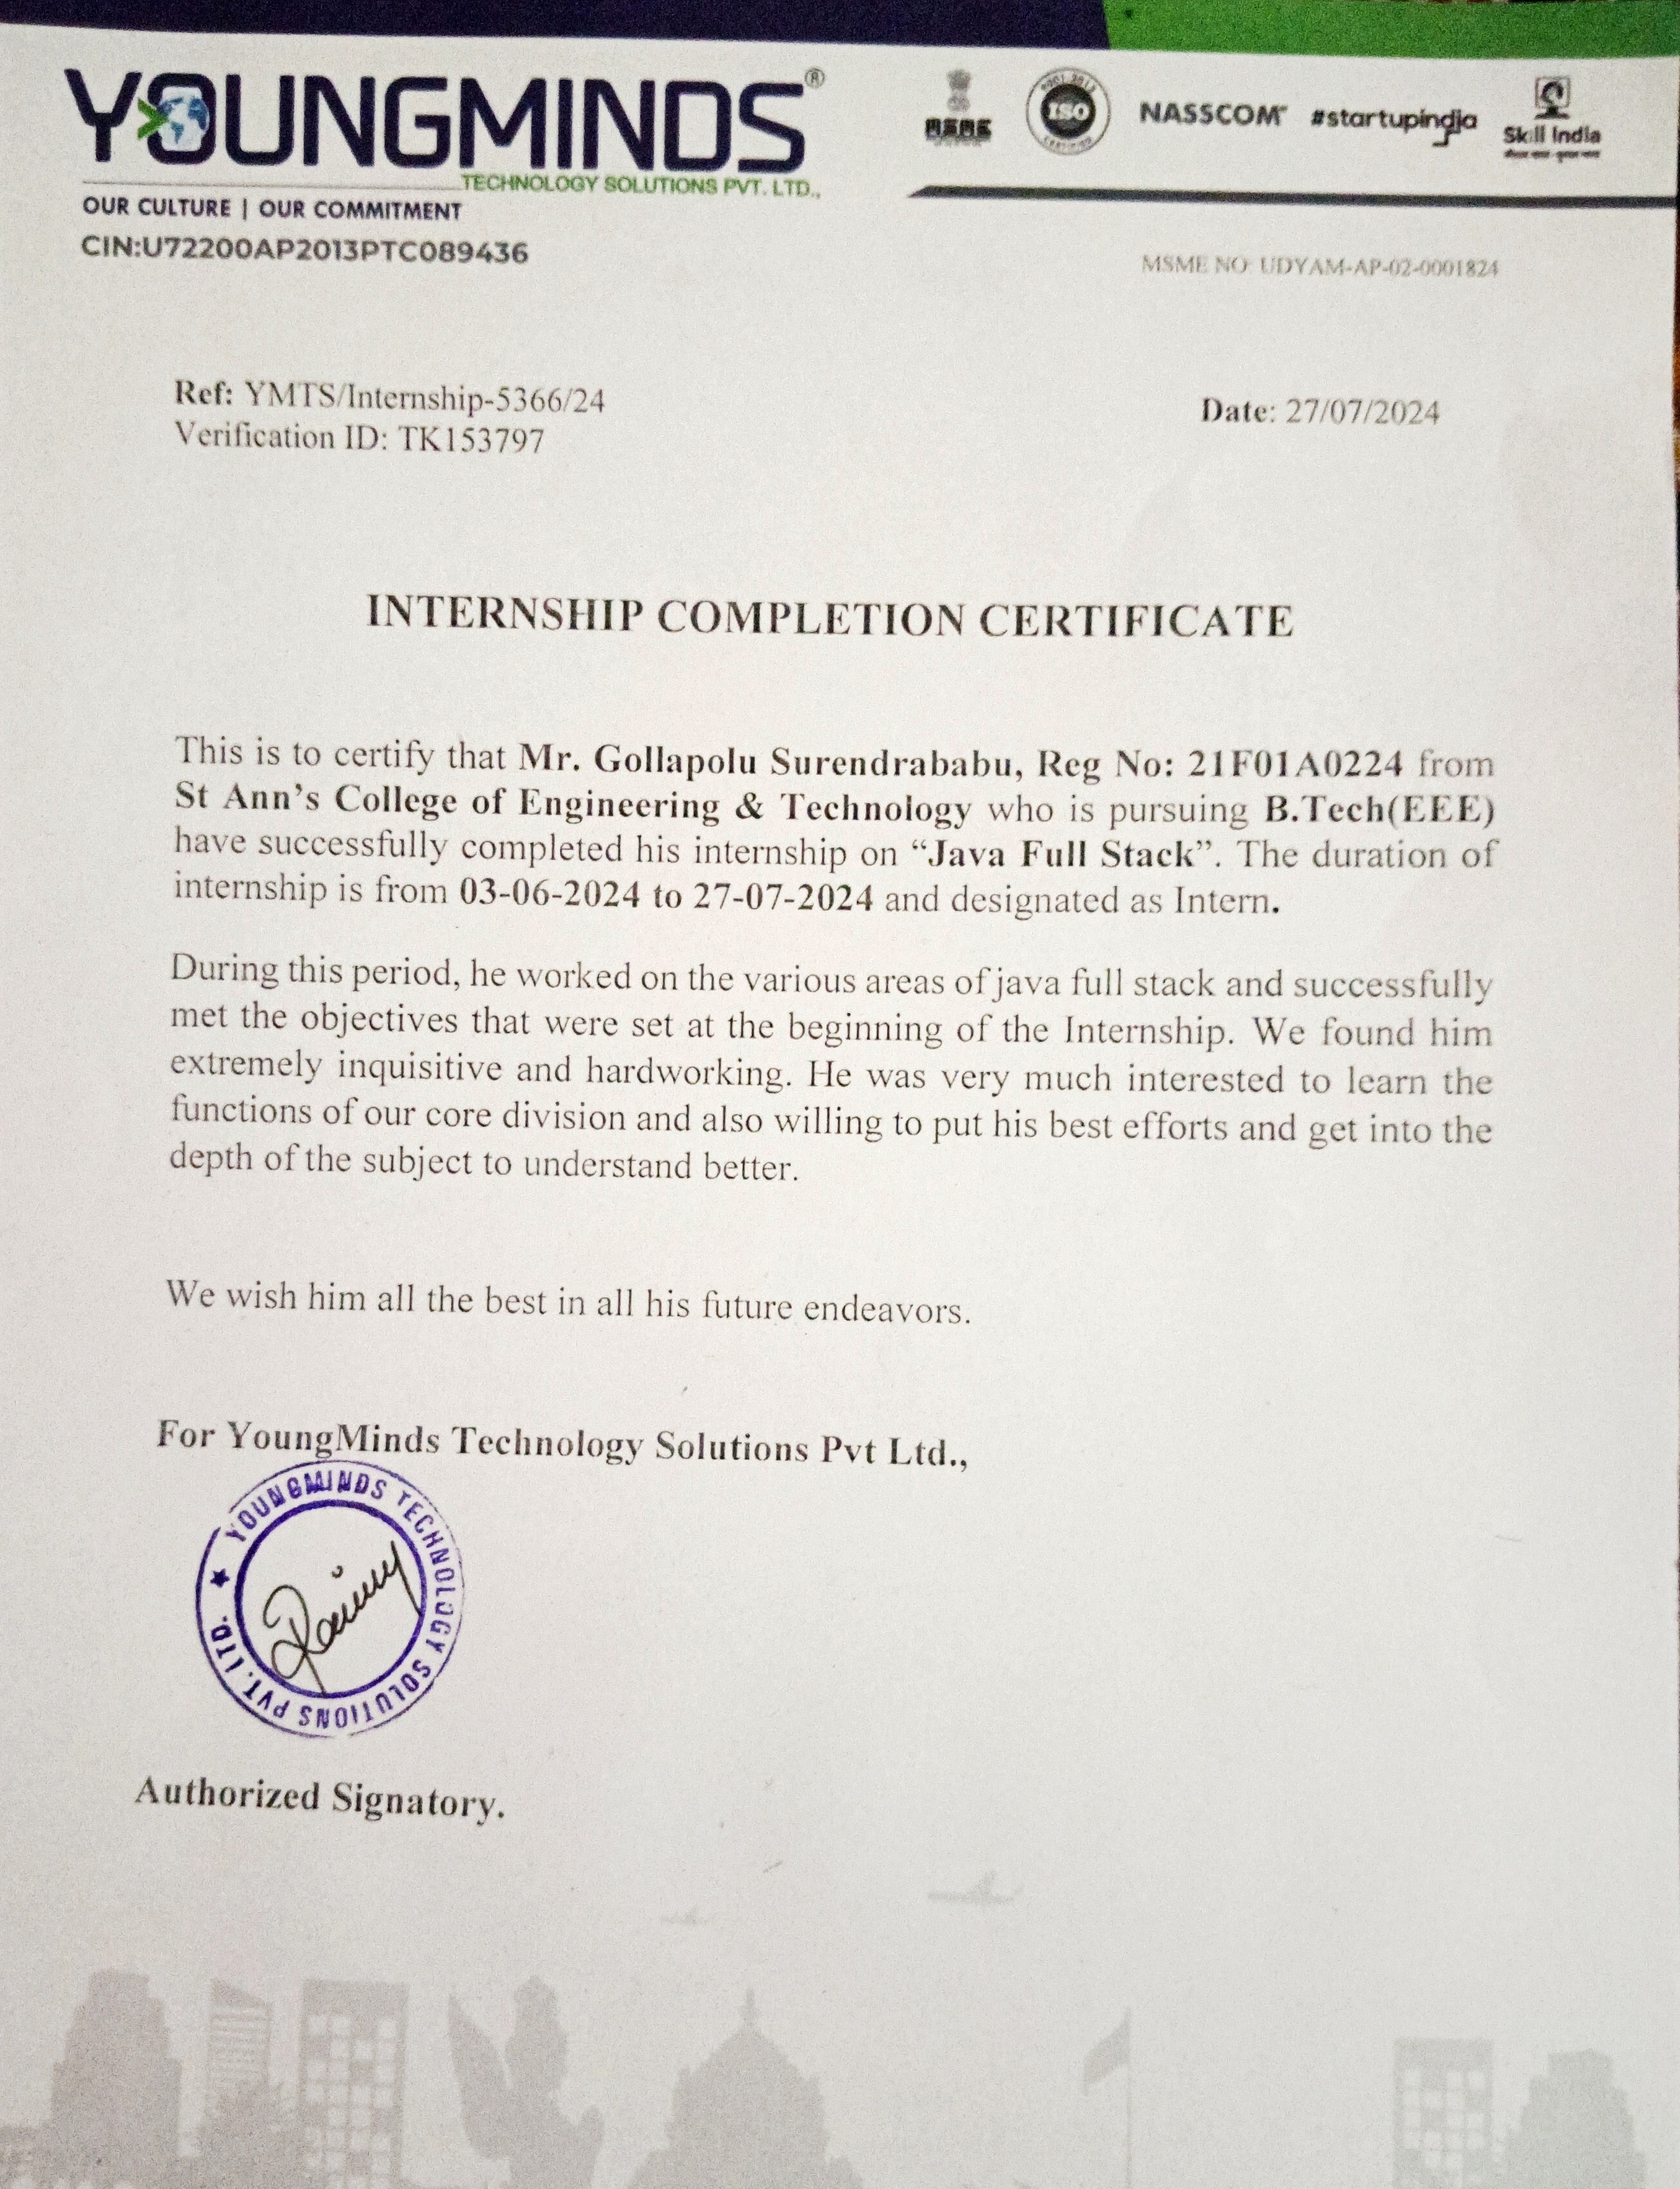 YOUNGMINDS®
TECHNOLOGY SOLUTIONS PVT. LTD.,
OUR CULTURE | OUR COMMITMENT
CIN:U72200AP2013PTC089436
ISO
NASSCOM
#startupindia
Skill India
MSME NO: UDYAM-AP-02-0001824
Ref: YMTS/Internship-5366/24
Date: 27/07/2024
Verification ID: TK153797
INTERNSHIP COMPLETION CERTIFICATE
This is to certify that Mr. Gollapolu Surendrababu, Reg No: 21F01A0224 from
St Ann’s College of Engineering & Technology who is pursuing B.Tech(EEE)
have successfully completed his internship on “Java Full Stack”. The duration of
internship is from 03-06-2024 to 27-07-2024 and designated as Intern.
During this period, he worked on the various areas of java full stack and successfully
met the objectives that were set at the beginning of the Internship. We found him
extremely inquisitive and hardworking. He was very much interested to learn the
functions of our core division and also willing to put his best efforts and get into the
depth of the subject to understand better.
We wish him all the best in all his future endeavors.
For YoungMinds Technology Solutions Pvt Ltd.,
YOUNGMINDS TECHNOLOGY SOLUTIONS PVT. LTD.
Authorized Signatory.